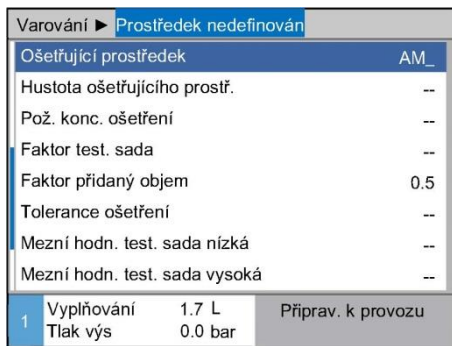 Varování ► Prostředek nedefinován
Ošetřující prostředek AM_
Hustota ošetřujícího prostř. --
Pož. konc. ošetření --
Faktor test. sada --
Faktor přidaný objem 0.5
Tolerance ošetření --
Mezní hodn. test. sada nízká --
Mezní hodn. test. sada vysoká --
1 Vyplňování 1.7 L Připrav. k provozu
Tlak výs 0.0 bar